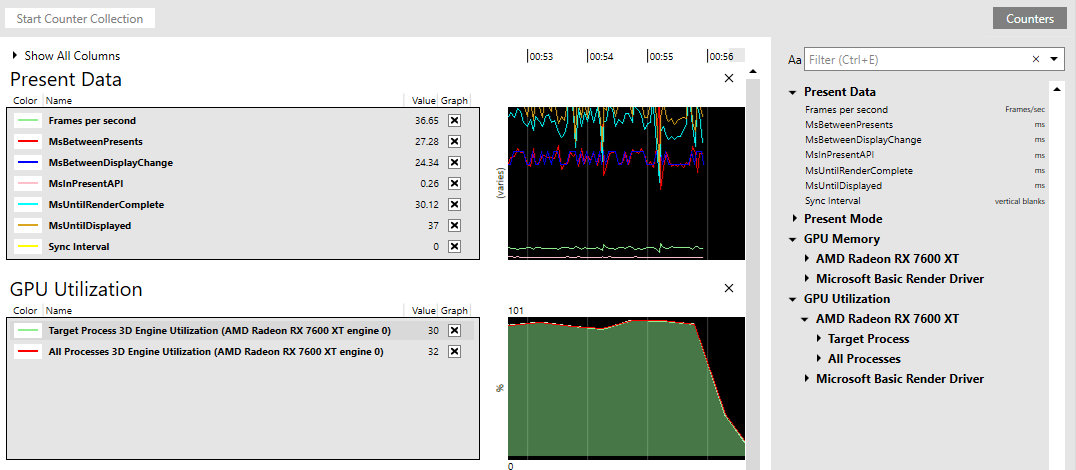 Start Counter Collection
Counters
Show All Columns
00:53 00:54 00:55 00:56
Present Data
Color Name Value Graph
Frames per second 36.65
MsBetweenPresents 27.28
MsBetweenDisplayChange 24.34
MsInPresentAPI 0.26
MsUntilRenderComplete 30.12
MsUntilDisplayed 37
Sync Interval 0
(varies)
GPU Utilization
Color Name Value Graph
Target Process 3D Engine Utilization (AMD Radeon RX 7600 XT engine 0) 30
All Processes 3D Engine Utilization (AMD Radeon RX 7600 XT engine 0) 32
101
%
0
Aa Filter (Ctrl+E)
Present Data
Frames per second Frames/sec
MsBetweenPresents ms
MsBetweenDisplayChange ms
MsInPresentAPI ms
MsUntilRenderComplete ms
MsUntilDisplayed ms
Sync Interval vertical blanks
Present Mode
GPU Memory
AMD Radeon RX 7600 XT
Microsoft Basic Render Driver
GPU Utilization
AMD Radeon RX 7600 XT
Target Process
All Processes
Microsoft Basic Render Driver